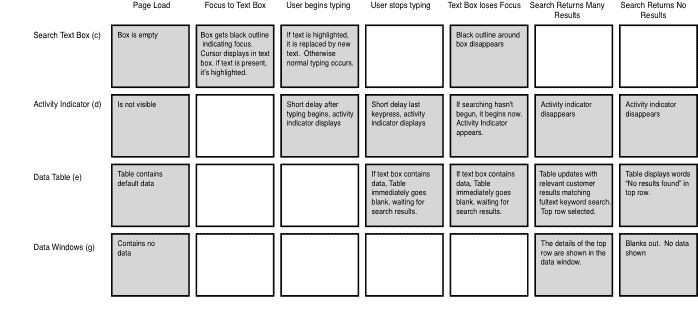 Page Load
Focus to Text Box
User begins typing
User stops typing
Text Box loses Focus
Search Returns Many
Results
Search Returns No
Results
Search Text Box (c)
Box is empty
Box gets black outline
indicating focus.
Cursor displays in text
box. if text is present,
it's highlighted.
If text is highlighted,
it is replaced by new
text. Otherwise
normal typing occurs.
Black outline around
box disappears
Activity Indicator (d)
Is not visible
Short delay after
typing begins, activity
indicator displays
Short delay last
keypress, activity
indicator displays
If searching hasn't
begun, it begins now.
Activity Indicator
appears.
Activity indicator
disappears
Activity indicator
disappears
Data Table (e)
Table contains
default data
If text box contains
data, Table
immediately goes
blank, waiting for
search results.
If text box contains
data, Table
immediately goes
blank, waiting for
search results.
Table updates with
relevant customer
results matching
fultext keyword search.
Top row selected.
Table displays words
"No results found" in
top row.
Data Windows (g)
Contains no
data
The details of the top
row are shown in the
data window.
Blanks out. No data
shown